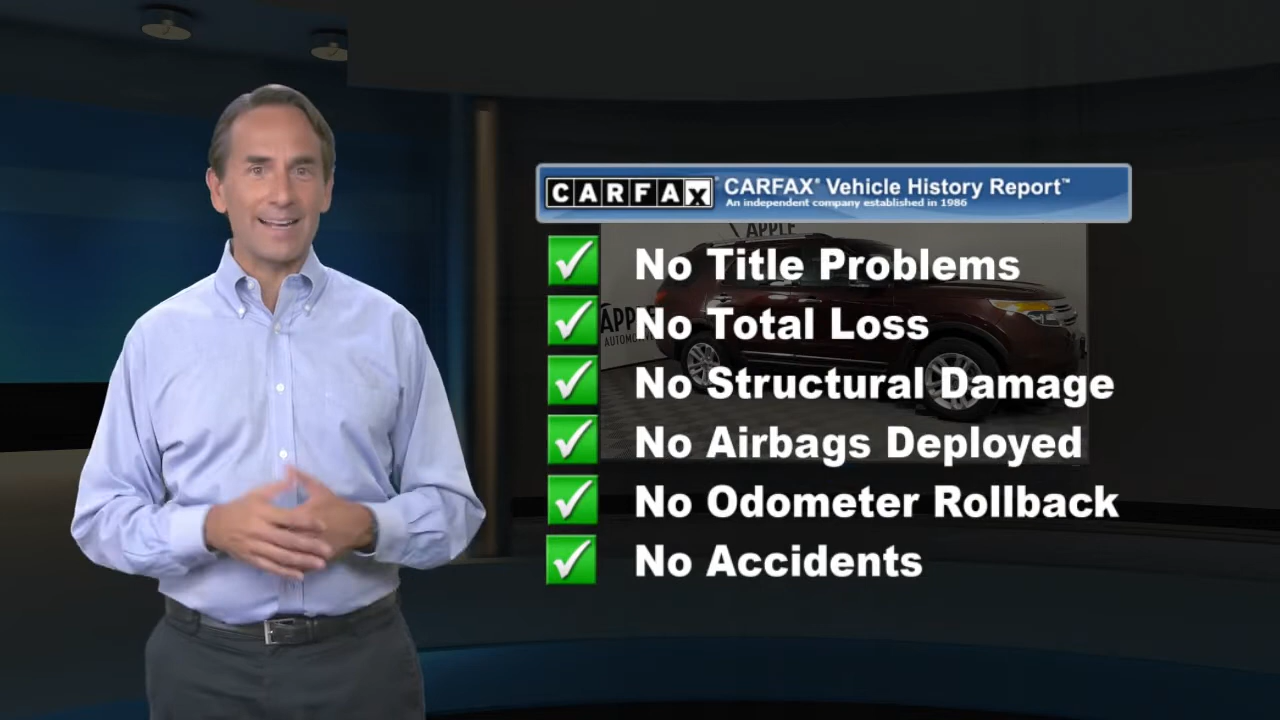 CARFAX
CARFAX® Vehicle History Report™
An independent company established in 1986
APPLE
No Title Problems
No Total Loss
No Structural Damage
No Airbags Deployed
No Odometer Rollback
No Accidents